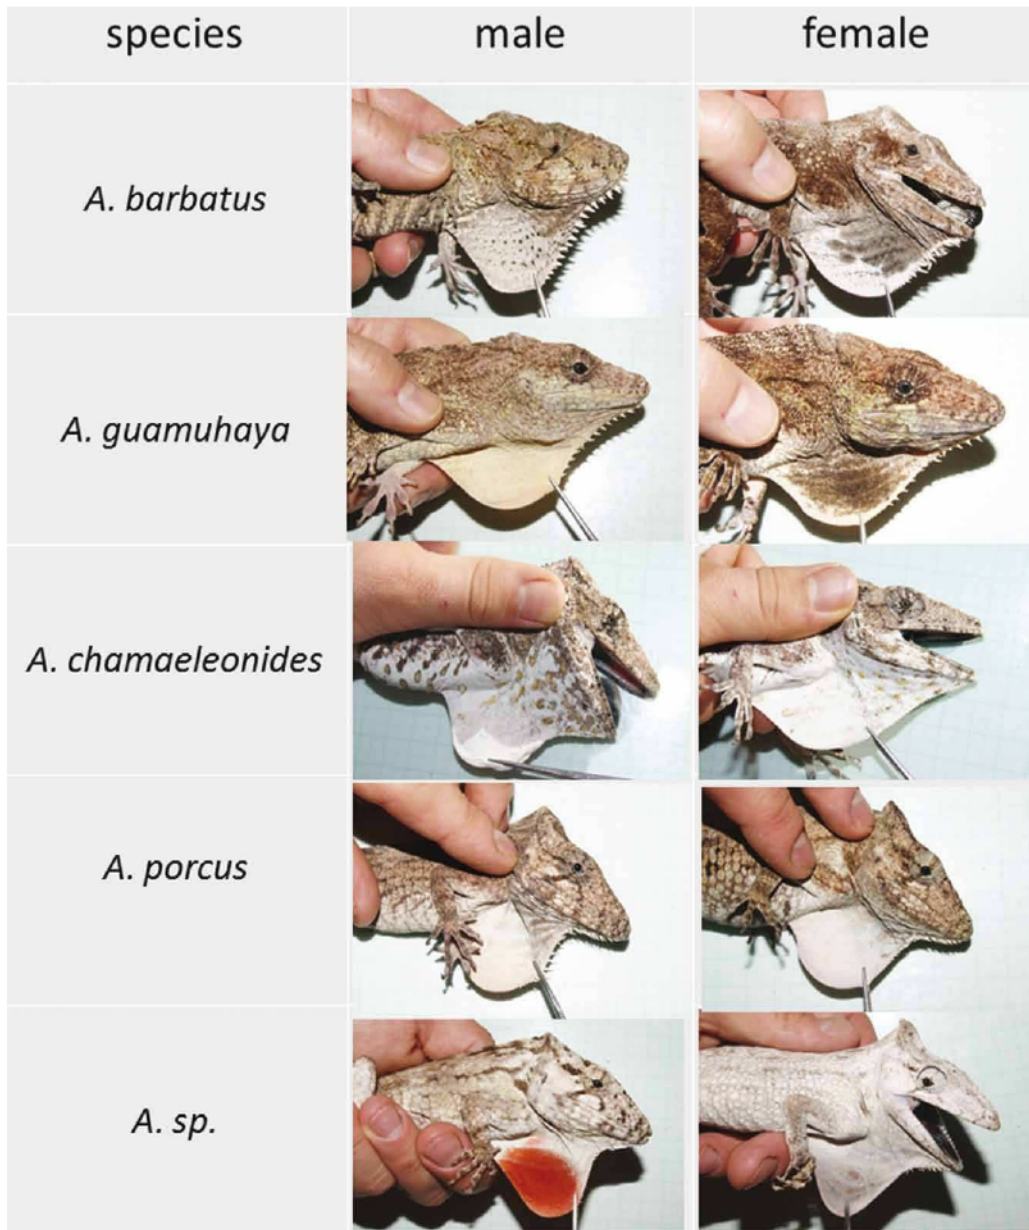 species male female
A. barbatus
A. guamuhaya
A. chamaeleonides
A. porcus
A. sp.